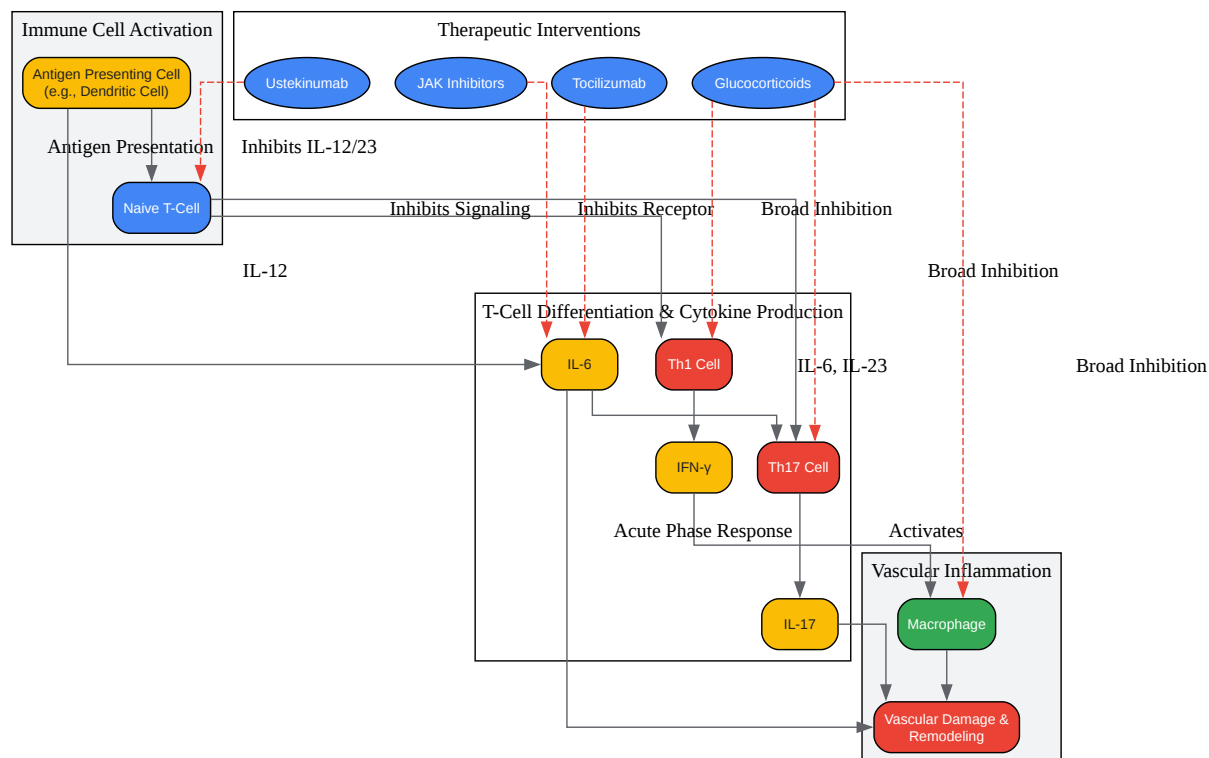 Immune Cell Activation
Therapeutic Interventions
Antigen Presenting Cell
(e.g., Dendritic Cell)
Ustekinumab
JAK Inhibitors
Tocilizumab
Glucocorticoids
Antigen Presentation
Inhibits IL-12/23
Naive T-Cell
Inhibits Signaling
Inhibits Receptor
Broad Inhibition
IL-12
Broad Inhibition
T-Cell Differentiation & Cytokine Production
IL-6
Th1 Cell
IL-6, IL-23
Broad Inhibition
IFN-γ
Th17 Cell
Acute Phase Response
Activates
Vascular Inflammation
IL-17
Macrophage
Vascular Damage &
Remodeling